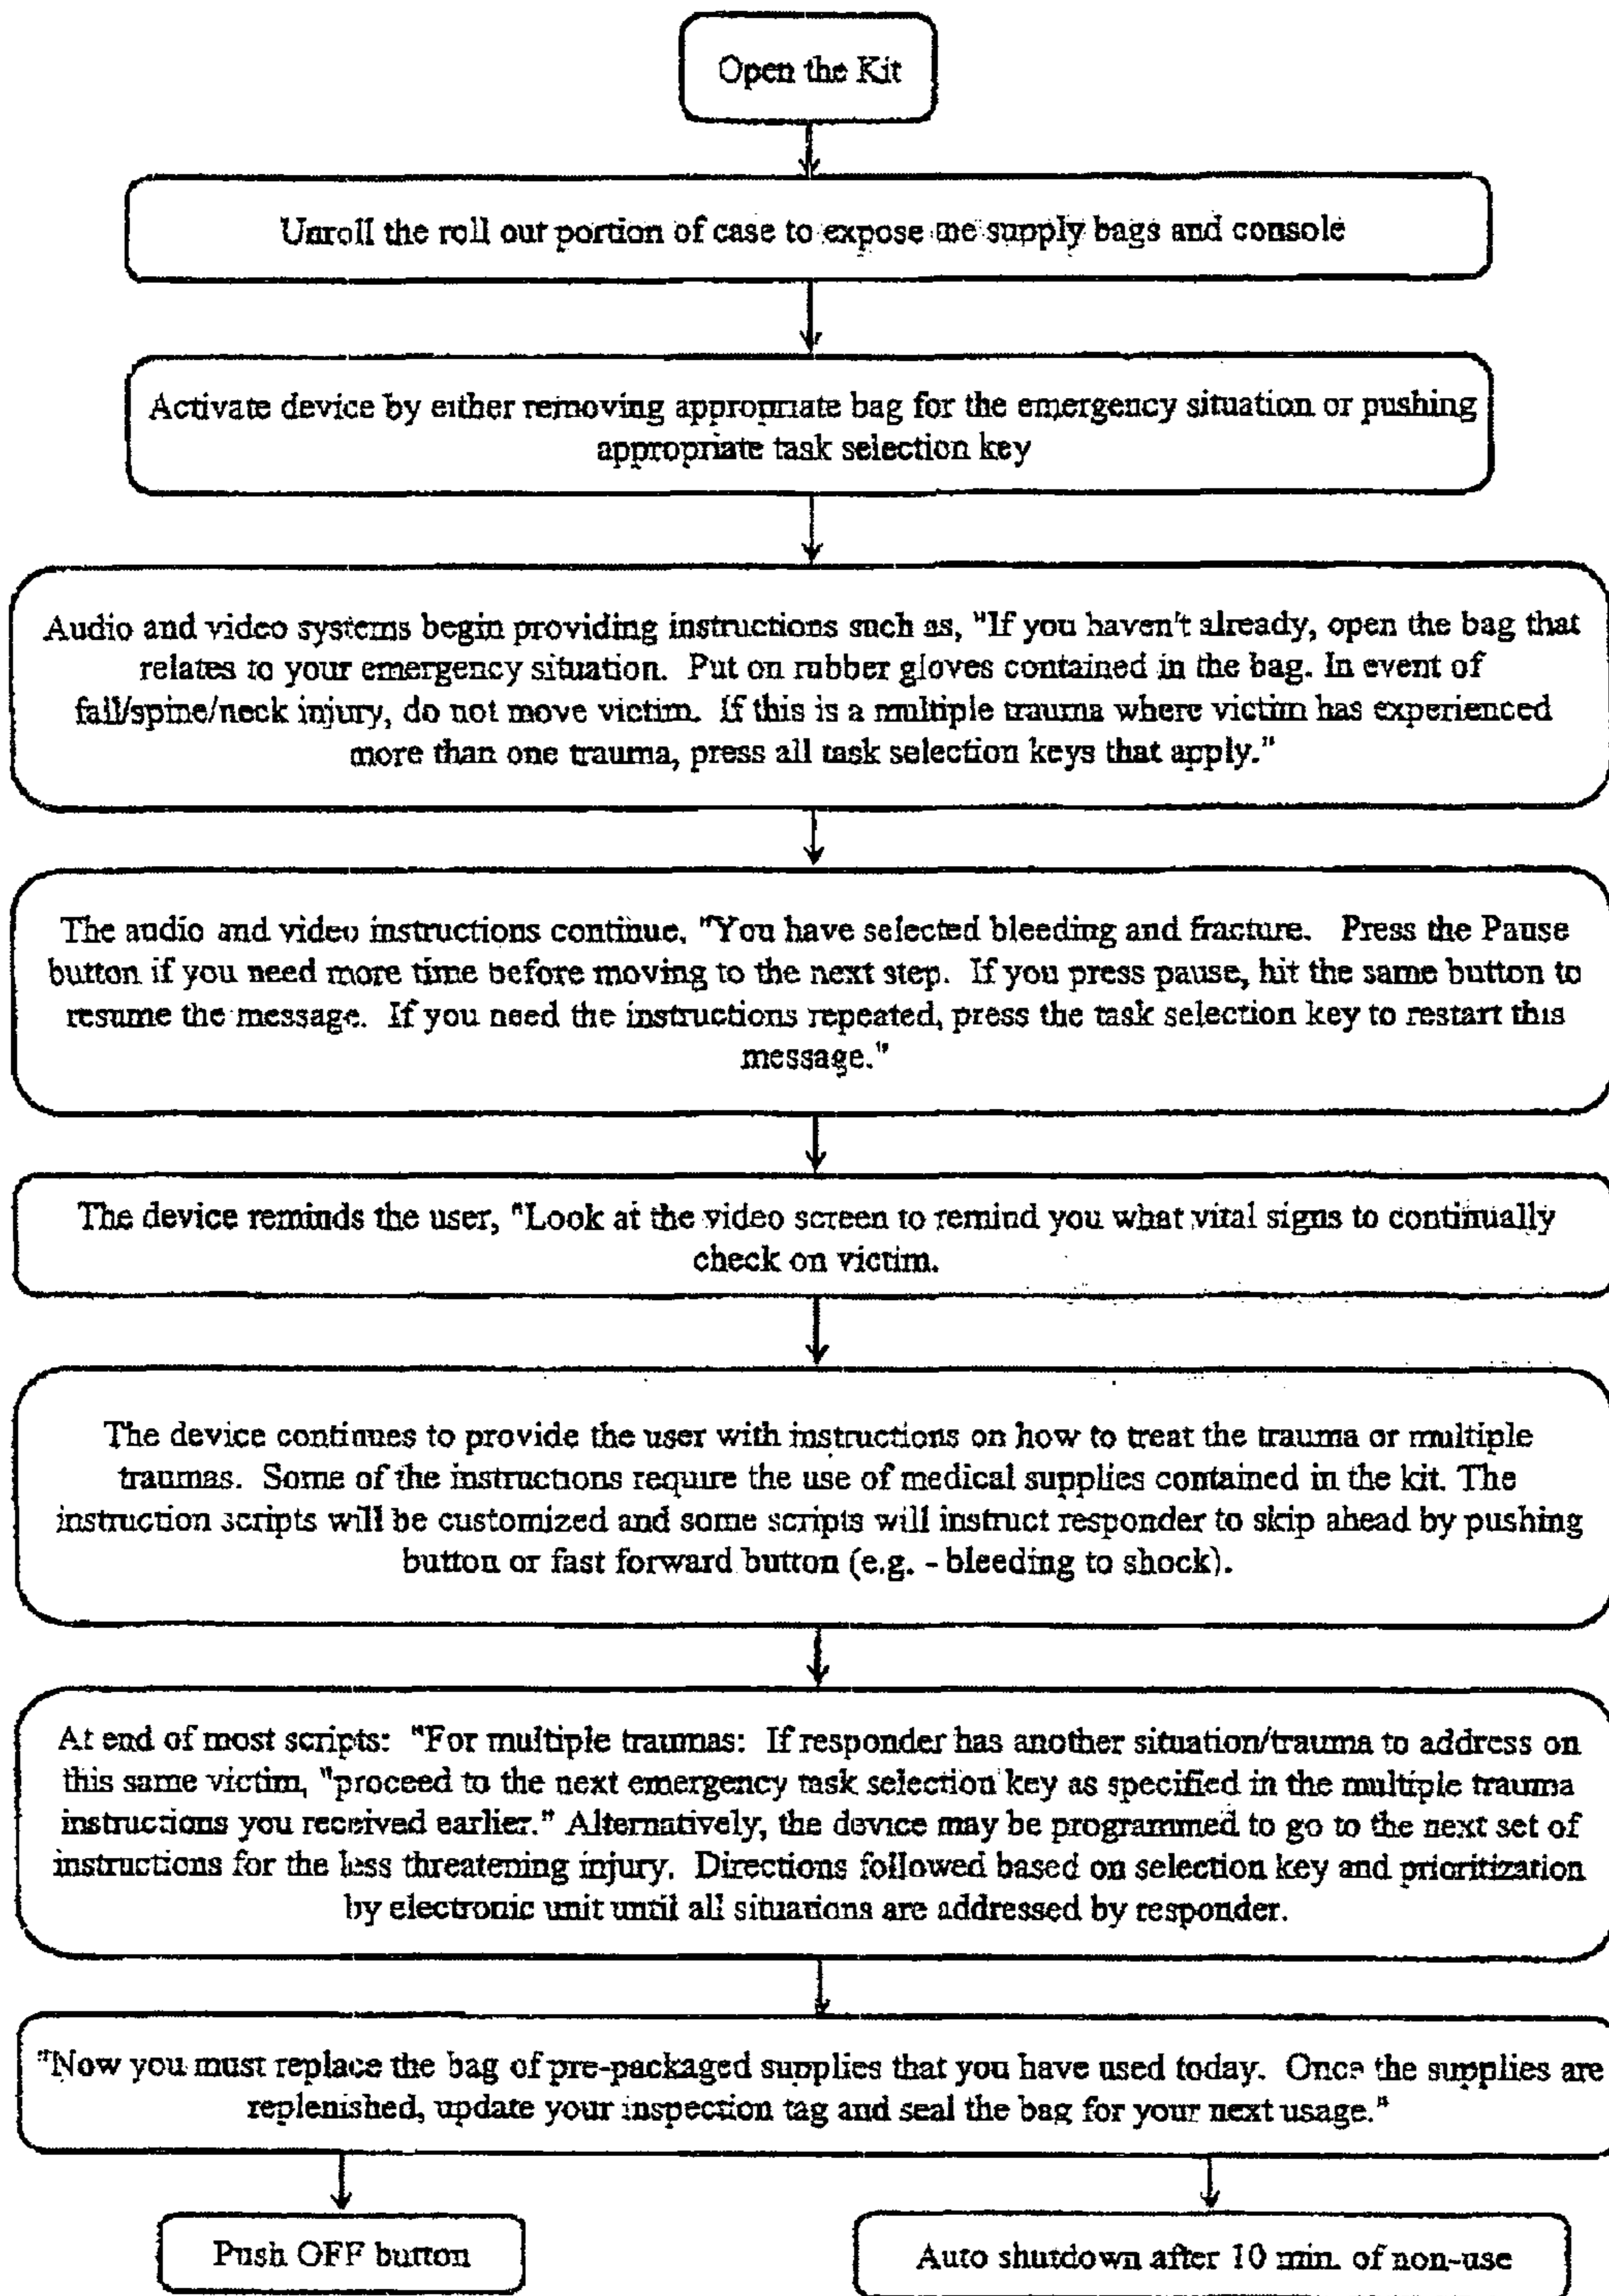 Open the Kit
Unroll the roll out portion of case to expose me supply bags and console
Activate device by either removing appropriate bag for the emergency situation or pushing
appropriate task selection key
Audio and video systems begin providing instructions such as, "If you haven't already, open the bag that
relates to your emergency situation. Put on rubber gloves contained in the bag. In event of
fall/spine/neck injury, do not move victim. If this is a multiple trauma where victim has experienced
more than one trauma, press all task selection keys that apply."
The audio and video instructions continue, "You have selected bleeding and fracture. Press the Pause
button if you need more time before moving to the next step. If you press pause, hit the same button to
resume the message. If you need the instructions repeated, press the task selection key to restart this
message."
The device reminds the user, "Look at the video screen to remind you what vital signs to continually
check on victim.
The device continues to provide the user with instructions on how to treat the trauma or multiple
traumas. Some of the instructions require the use of medical supplies contained in the kit. The
instruction scripts will be customized and some scripts will instruct responder to skip ahead by pushing
button or fast forward button (e.g. - bleeding to shock).
At end of most scripts: "For multiple traumas: If responder has another situation/trauma to address on
this same victim, "proceed to the next emergency task selection key as specified in the multiple trauma
instructions you received earlier." Alternatively, the device may be programmed to go to the next set of
instructions for the less threatening injury. Directions followed based on selection key and prioritization
by electronic unit until all situations are addressed by responder.
"Now you must replace the bag of pre-packaged supplies that you have used today. Once the supplies are
replenished, update your inspection tag and seal the bag for your next usage."
Push OFF button
Auto shutdown after 10 min. of non-use